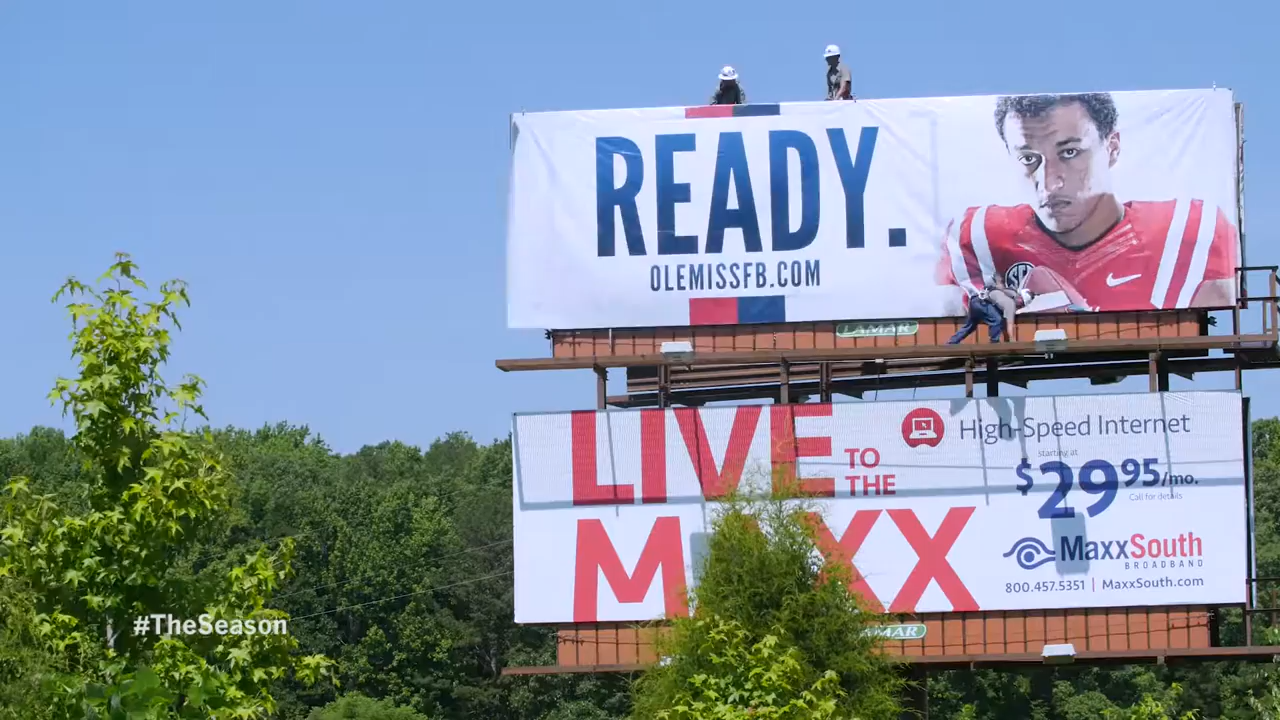 READY.
OLEMISSFB.COM
LAMAR
LIVE
TO
THE
MAXX
High-Speed Internet
starting at
$29.95/mo.
Call for details
MaxxSouth
BROADBAND
800.457.5351 | MaxxSouth.com
LAMAR
#TheSeason